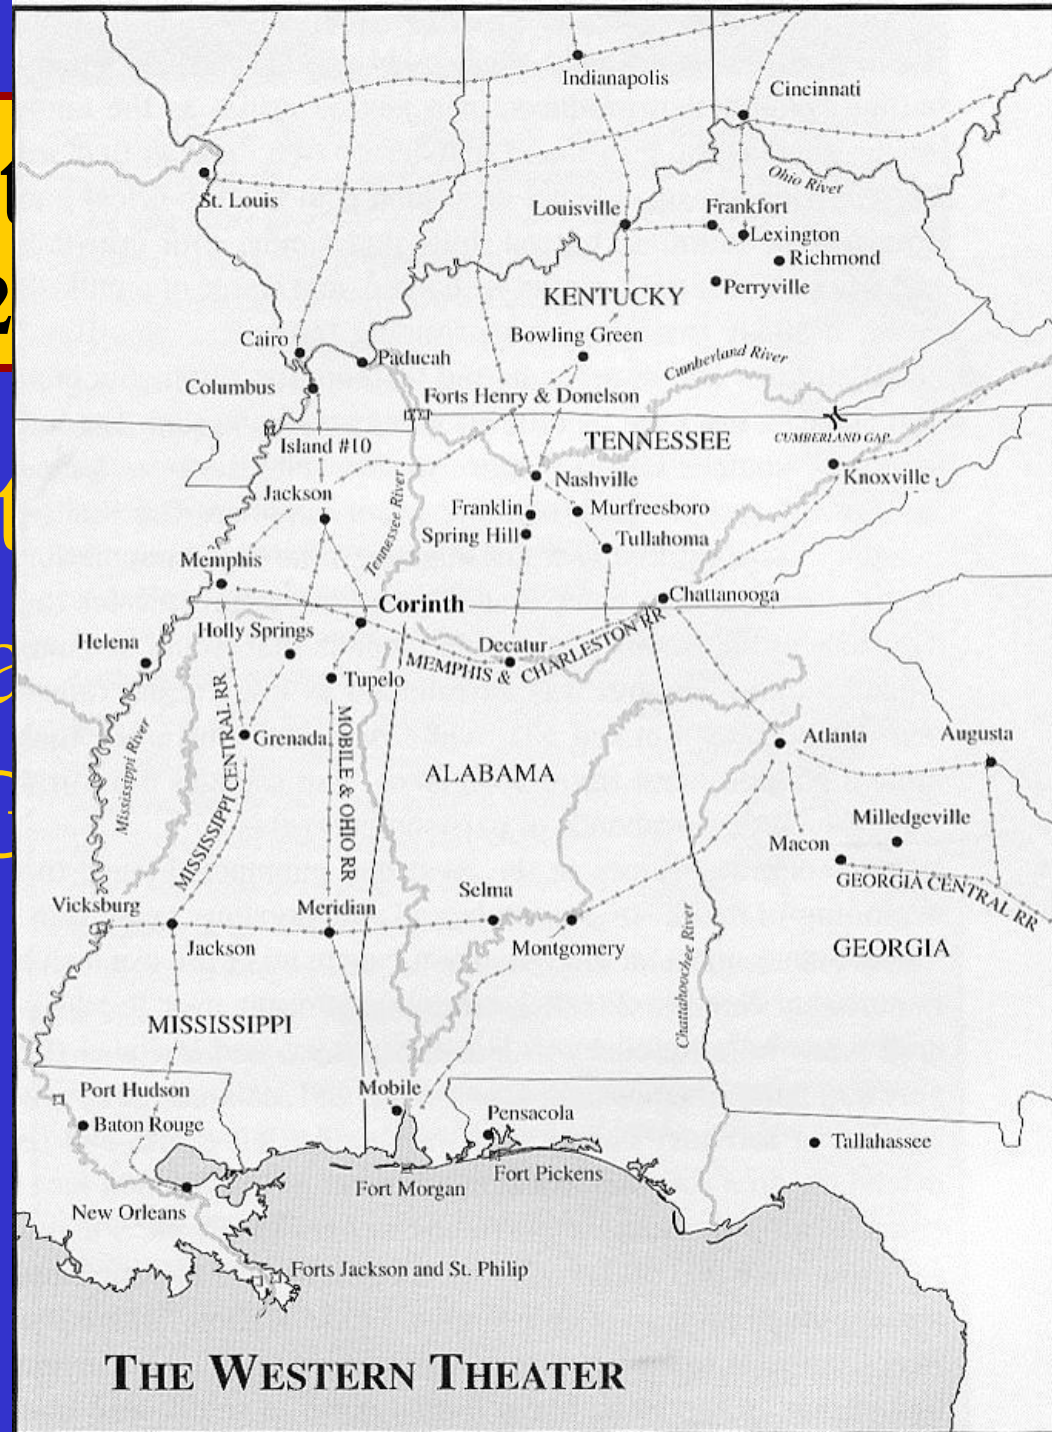 Indianapolis
Cincinnati
St. Louis
Ohio River
Louisville
Frankfort
Lexington
Richmond
Perryville
KENTUCKY
Bowling Green
Cairo
Paducah
Cumberland River
Columbus
Forts Henry & Donelson
Island #10
TENNESSEE
CUMBERLAND GAP
Knoxville
Nashville
Jackson
Franklin
Murfreesboro
Spring Hill
Tullahoma
Tennessee River
Memphis
Chattanooga
Corinth
Holly Springs
Helena
Decatur
MEMPHIS & CHARLESTON RR
Tupelo
Mississippi River
MISSISSIPPI CENTRAL RR
Grenada
MOBILE & OHIO RR
Atlanta
Augusta
ALABAMA
Milledgeville
Macon
GEORGIA CENTRAL RR
Vicksburg
Meridian
Selma
Jackson
Montgomery
Chattahoochee River
GEORGIA
MISSISSIPPI
Port Hudson
Mobile
Baton Rouge
Pensacola
Tallahassee
Fort Morgan
Fort Pickens
New Orleans
Forts Jackson and St. Philip
THE WESTERN THEATER